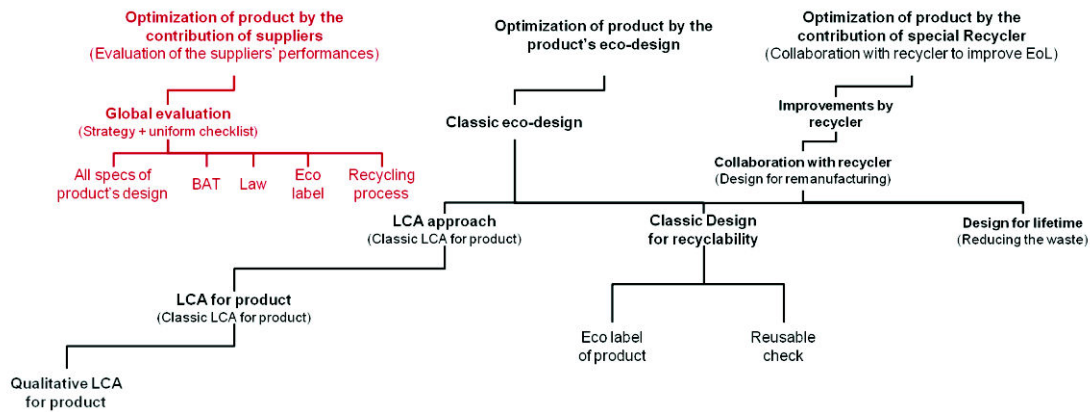 Optimization of product by the
contribution of suppliers
(Evaluation of the suppliers' performances)
Optimization of product by the
product's eco-design
Optimization of product by the
contribution of special Recycler
(Collaboration with recycler to improve EoL)
Global evaluation
(Strategy + uniform checklist)
Classic eco-design
Improvements by
recycler
Collaboration with recycler
(Design for remanufacturing)
All specs of
product's design
BAT
Law
Eco
label
Recycling
process
LCA approach
(Classic LCA for product)
Classic Design
for recyclability
Design for lifetime
(Reducing the waste)
LCA for product
(Classic LCA for product)
Eco label
of product
Reusable
check
Qualitative LCA
for product